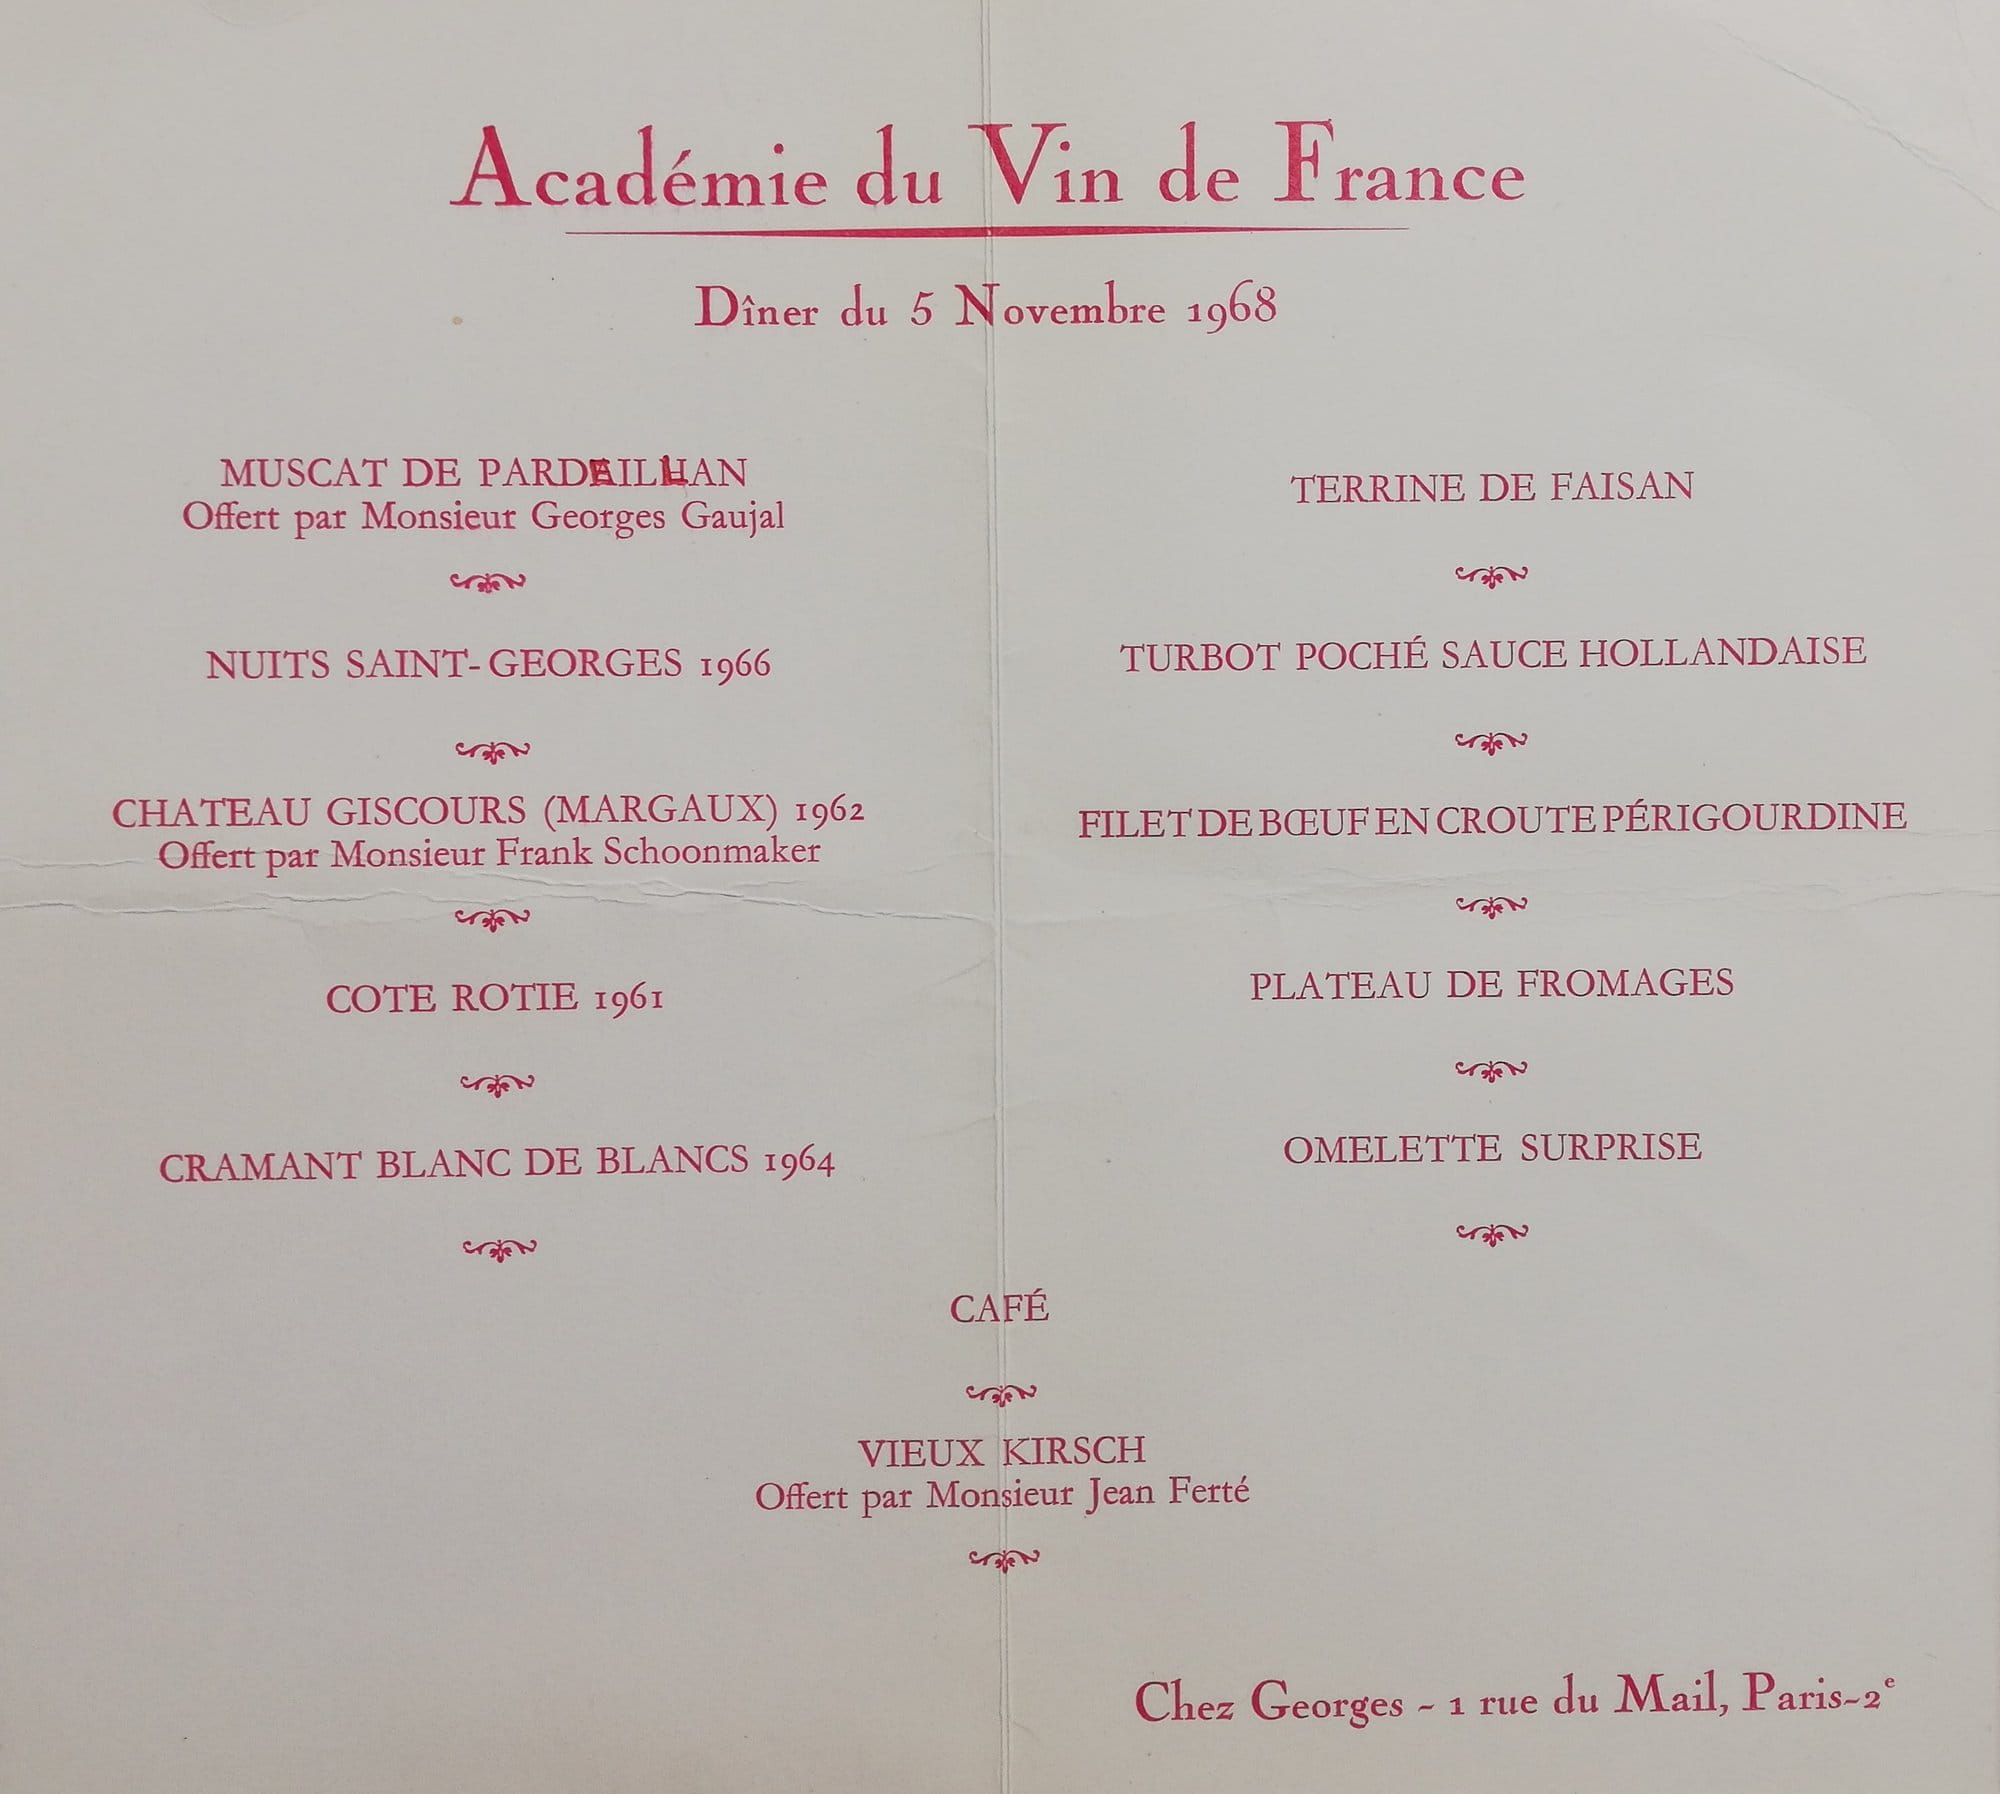 Académie du Vin de France
Dîner du 5 Novembre 1968
MUSCAT DE PARDAILHAN
Offert par Monsieur Georges Gaujal
NUITS SAINT-GEORGES 1966
CHATEAU GISCOURS (MARGAUX) 1962
Offert par Monsieur Frank Schoonmaker
COTE ROTIE 1961
CRAMANT BLANC DE BLANCS 1964
TERRINE DE FAISAN
TURBOT POCHÉ SAUCE HOLLANDAISE
FILET DE BŒUF EN CROUTE PÉRIGOURDINE
PLATEAU DE FROMAGES
OMELETTE SURPRISE
CAFÉ
VIEUX KIRSCH
Offert par Monsieur Jean Ferté
Chez Georges - 1 rue du Mail, Paris-2e